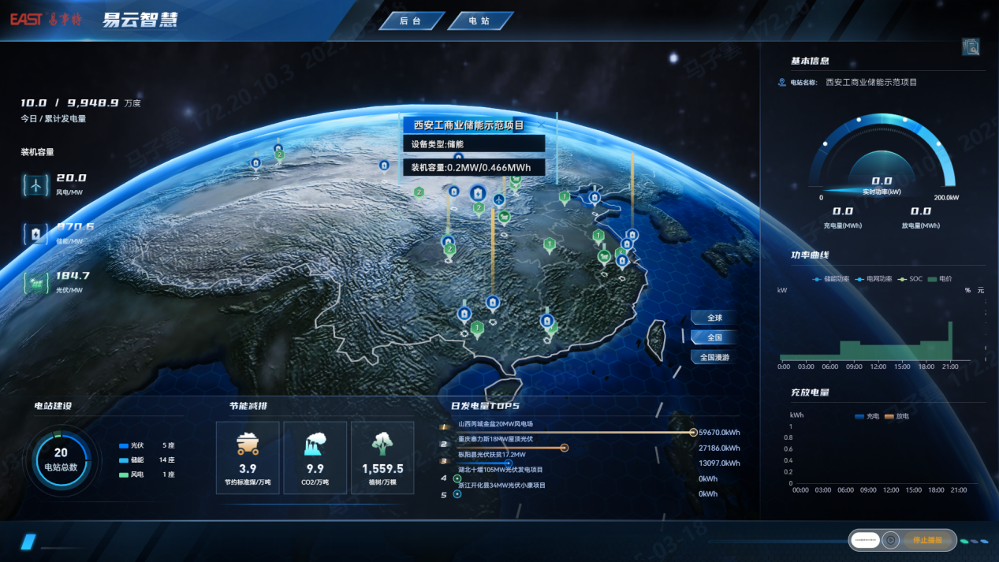 EAST 易事特 易云智慧
后台
电站
10.0 / 9,948.9 万度
今日 / 累计发电量
装机容量
20.0
风电/MW
970.6
储能/MW
184.7
光伏/MW
西安工商业储能示范项目
设备类型:储能
装机容量:0.2MW/0.466MWh
2
2
2
2
1
1
1
2
1
全球
全国
全国漫游
电站建设
20
电站总数
光伏 5 座
储能 14 座
风电 1 座
节能减排
3.9
节约标准煤/万吨
9.9
CO2/万吨
1,559.5
植树/万棵
日发电量TOP5
1 山西芮城金盆20MW风电场 59670.0kWh
2 重庆塞力斯18MW屋顶光伏 27186.0kWh
3 枞阳县光伏扶贫17.2MW 13097.0kWh
4 湖北十堰105MW光伏发电项目 0kWh
5 浙江开化县34MW光伏小康项目 0kWh
基本信息
电站名称: 西安工商业储能示范项目
0.0
实时功率(kW)
0
200.0kW
0.0
充电量(MWh)
0.0
放电量(MWh)
功率曲线
储能功率 电网功率 SOC 电价
kW % 元
0:00 03:00 06:00 09:00 12:00 15:00 18:00 21:00
充放电量
kWh 充电 放电
1
0.8
0.6
0.4
0.2
0
00:00 03:00 06:00 09:00 12:00 15:00 18:00 21:00
停止播报